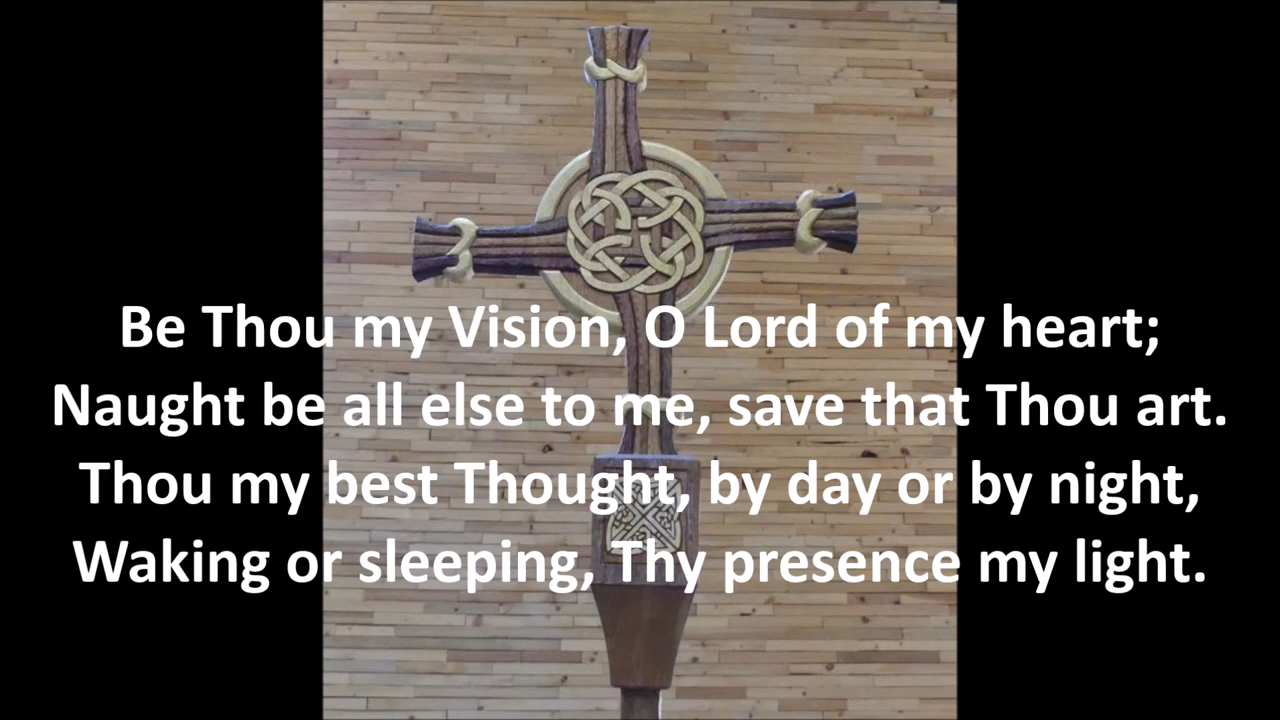 Be Thou my Vision, O Lord of my heart;
Naught be all else to me, save that Thou art.
Thou my best Thought, by day or by night,
Waking or sleeping, Thy presence my light.